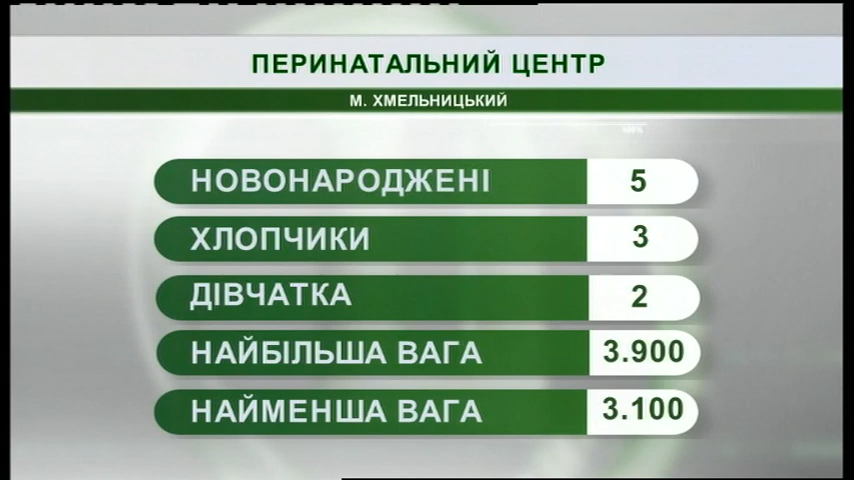 ПЕРИНАТАЛЬНИЙ ЦЕНТР
М. ХМЕЛЬНИЦЬКИЙ
НОВОНАРОДЖЕНІ 5
ХЛОПЧИКИ 3
ДІВЧАТКА 2
НАЙБІЛЬША ВАГА 3.900
НАЙМЕНША ВАГА 3.100